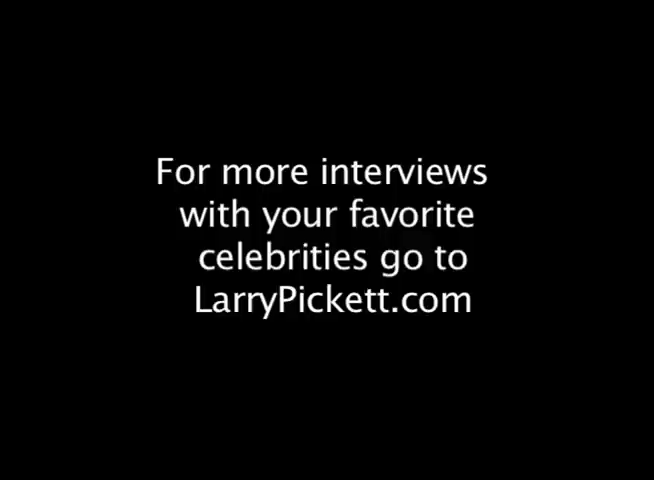 For more interviews
with your favorite
celebrities go to
LarryPickett.com